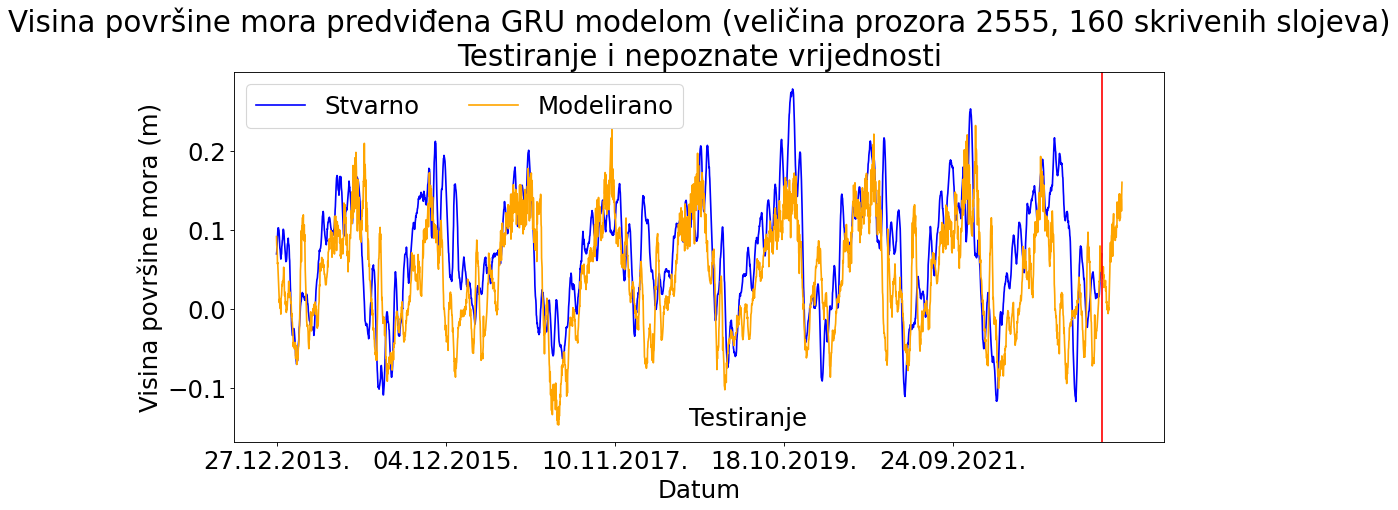 Visina površine mora predviđena GRU modelom (veličina prozora 2555, 160 skrivenih slojeva)
Testiranje i nepoznate vrijednosti
Stvarno
Modelirano
Visina površine mora (m)
0.2
0.1
0.0
−0.1
Testiranje
27.12.2013. 04.12.2015. 10.11.2017. 18.10.2019. 24.09.2021.
Datum